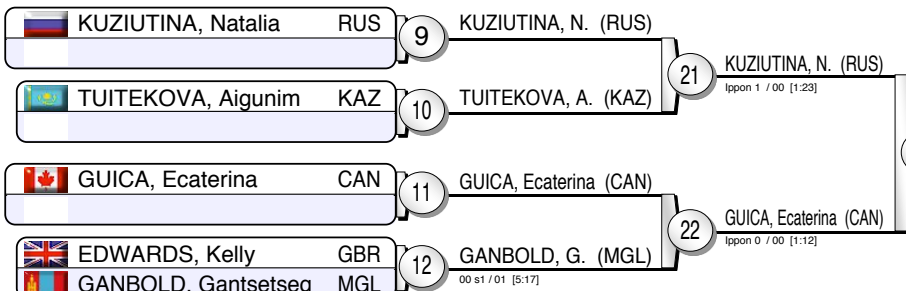 KUZIUTINA, Natalia RUS
9
KUZIUTINA, N. (RUS)
21
KUZIUTINA, N. (RUS)
Ippon 1 / 00 [1:23]
TUITEKOVA, Aigunim KAZ
10
TUITEKOVA, A. (KAZ)
GUICA, Ecaterina CAN
11
GUICA, Ecaterina (CAN)
22
GUICA, Ecaterina (CAN)
Ippon 0 / 00 [1:12]
EDWARDS, Kelly GBR
GANBOLD, Gantsetseg MGL
12
GANBOLD, G. (MGL)
00 s1 / 01 [5:17]